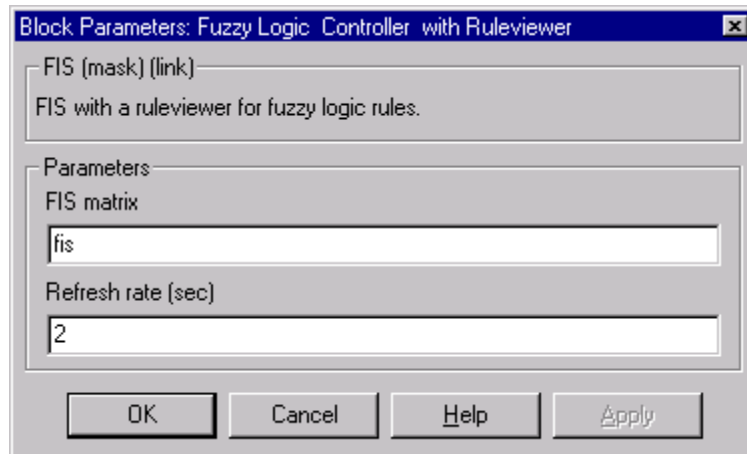 Block Parameters: Fuzzy Logic Controller with Ruleviewer
FIS (mask) (link)
FIS with a ruleviewer for fuzzy logic rules.
Parameters
FIS matrix
fis
Refresh rate (sec)
2
OK Cancel Help Apply